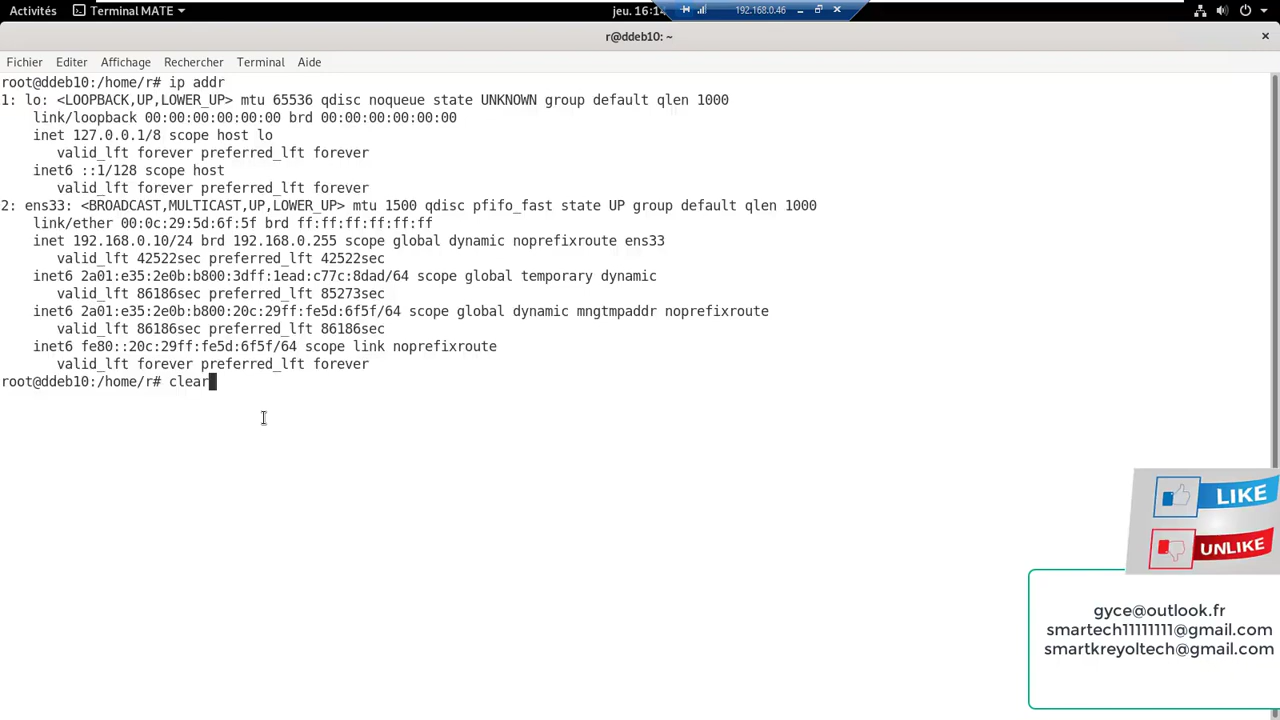 Activités Terminal MATE jeu. 16:14 192.168.0.46
r@ddeb10: ~
Fichier Editer Affichage Rechercher Terminal Aide
root@ddeb10:/home/r# ip addr
1: lo: <LOOPBACK,UP,LOWER_UP> mtu 65536 qdisc noqueue state UNKNOWN group default qlen 1000
link/loopback 00:00:00:00:00:00 brd 00:00:00:00:00:00
inet 127.0.0.1/8 scope host lo
valid_lft forever preferred_lft forever
inet6 ::1/128 scope host
valid_lft forever preferred_lft forever
2: ens33: <BROADCAST,MULTICAST,UP,LOWER_UP> mtu 1500 qdisc pfifo_fast state UP group default qlen 1000
link/ether 00:0c:29:5d:6f:5f brd ff:ff:ff:ff:ff:ff
inet 192.168.0.10/24 brd 192.168.0.255 scope global dynamic noprefixroute ens33
valid_lft 42522sec preferred_lft 42522sec
inet6 2a01:e35:2e0b:b800:3dff:1ead:c77c:8dad/64 scope global temporary dynamic
valid_lft 86186sec preferred_lft 85273sec
inet6 2a01:e35:2e0b:b800:20c:29ff:fe5d:6f5f/64 scope global dynamic mngtmpaddr noprefixroute
valid_lft 86186sec preferred_lft 86186sec
inet6 fe80::20c:29ff:fe5d:6f5f/64 scope link noprefixroute
valid_lft forever preferred_lft forever
root@ddeb10:/home/r# clear
LIKE
UNLIKE
gyce@outlook.fr
smartech11111111@gmail.com
smartkreyoltech@gmail.com